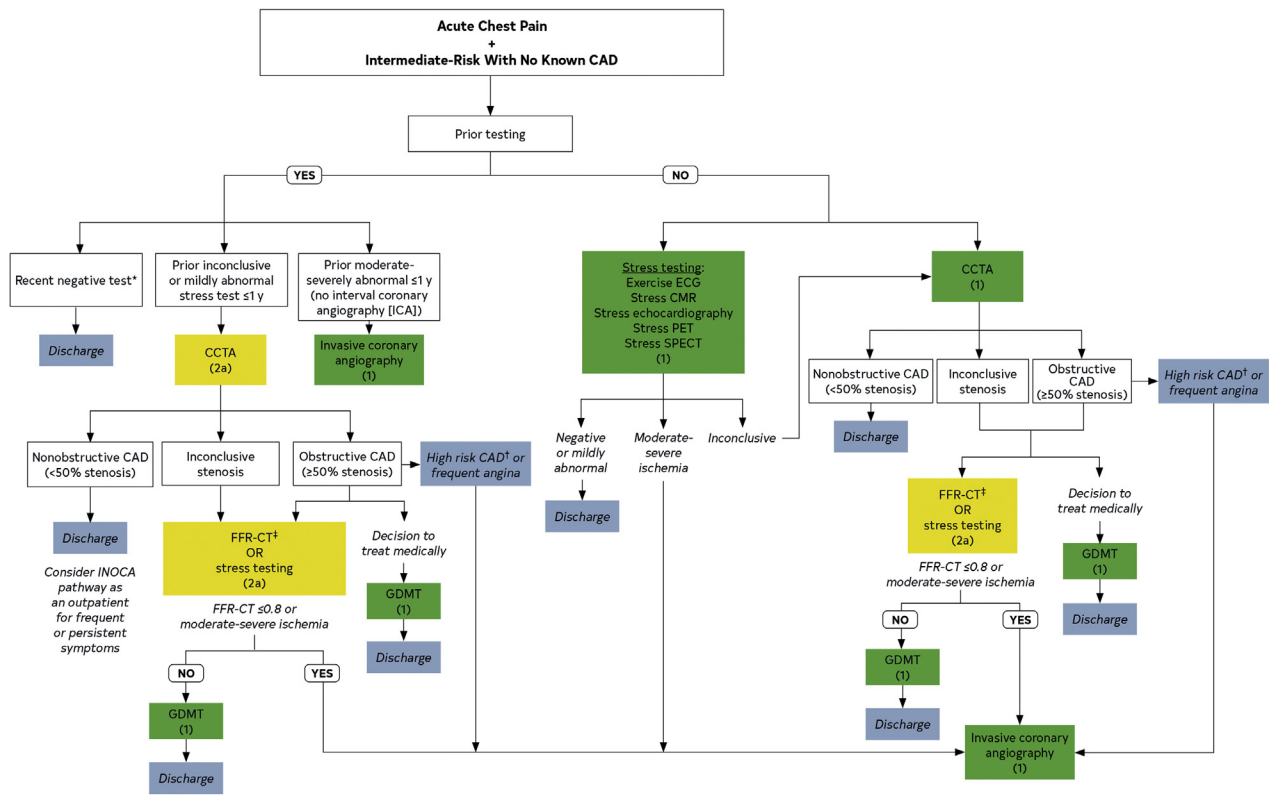 Acute Chest Pain
+
Intermediate-Risk With No Known CAD
Prior testing
YES
NO
Recent negative test*
Discharge
Prior inconclusive
or mildly abnormal
stress test ≤1 y
CCTA
(2a)
Prior moderate-
severely abnormal ≤1 y
(no interval coronary
angiography [ICA])
Invasive coronary
angiography
(1)
Nonobstructive CAD
(<50% stenosis)
Discharge
Consider INOCA
pathway as
an outpatient
for frequent
or persistent
symptoms
Inconclusive
stenosis
Obstructive CAD
(≥50% stenosis)
High risk CAD† or
frequent angina
FFR-CT‡
OR
stress testing
(2a)
Decision to
treat medically
GDMT
(1)
Discharge
FFR-CT ≤0.8 or
moderate-severe ischemia
NO
YES
GDMT
(1)
Discharge
Stress testing:
Exercise ECG
Stress CMR
Stress echocardiography
Stress PET
Stress SPECT
(1)
Negative
or mildly
abnormal
Discharge
Moderate-
severe
ischemia
Inconclusive
CCTA
(1)
Nonobstructive CAD
(<50% stenosis)
Discharge
Inconclusive
stenosis
Obstructive
CAD
(≥50% stenosis)
High risk CAD† or
frequent angina
FFR-CT‡
OR
stress testing
(2a)
Decision to
treat medically
GDMT
(1)
Discharge
FFR-CT ≤0.8 or
moderate-severe ischemia
NO
YES
GDMT
(1)
Discharge
Invasive coronary
angiography
(1)